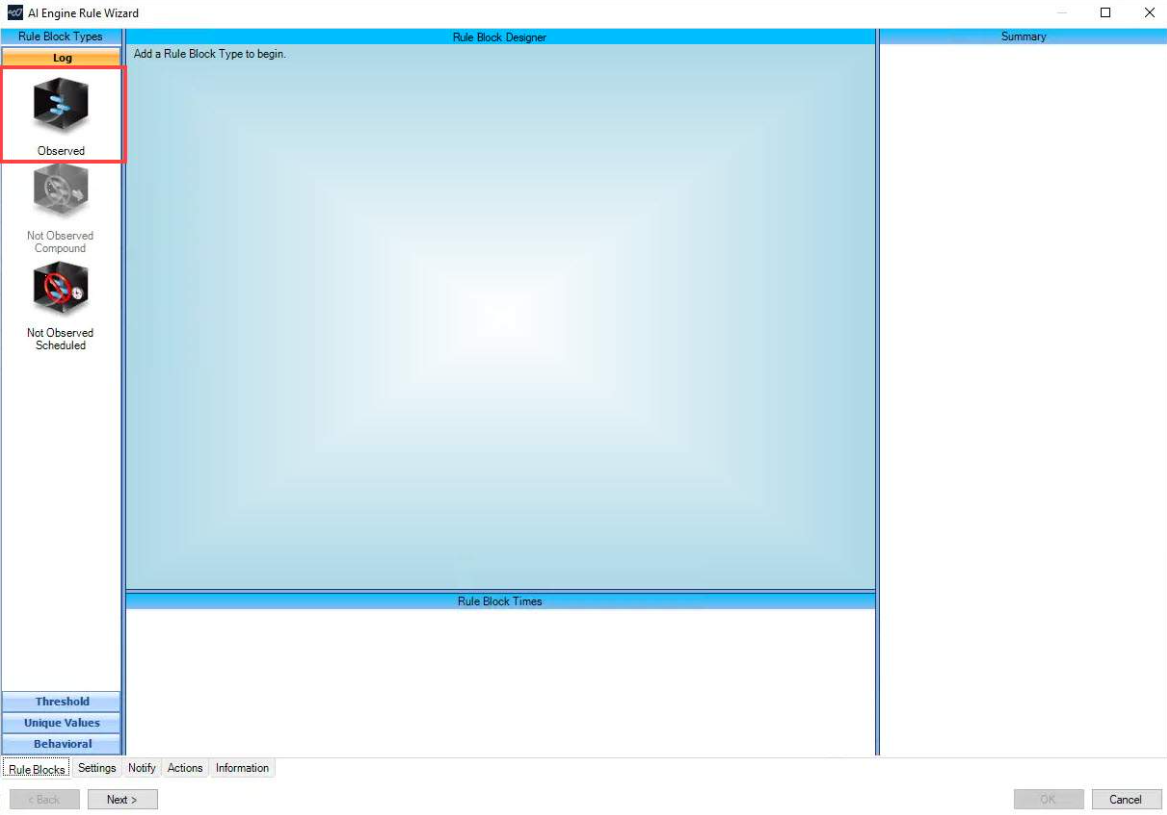 AI Engine Rule Wizard
Rule Block Types
Rule Block Designer
Summary
Log
Add a Rule Block Type to begin.
Observed
Not Observed
Compound
Not Observed
Scheduled
Rule Block Times
Threshold
Unique Values
Behavioral
Rule Blocks
Settings
Notify
Actions
Information
< Back
Next >
OK
Cancel